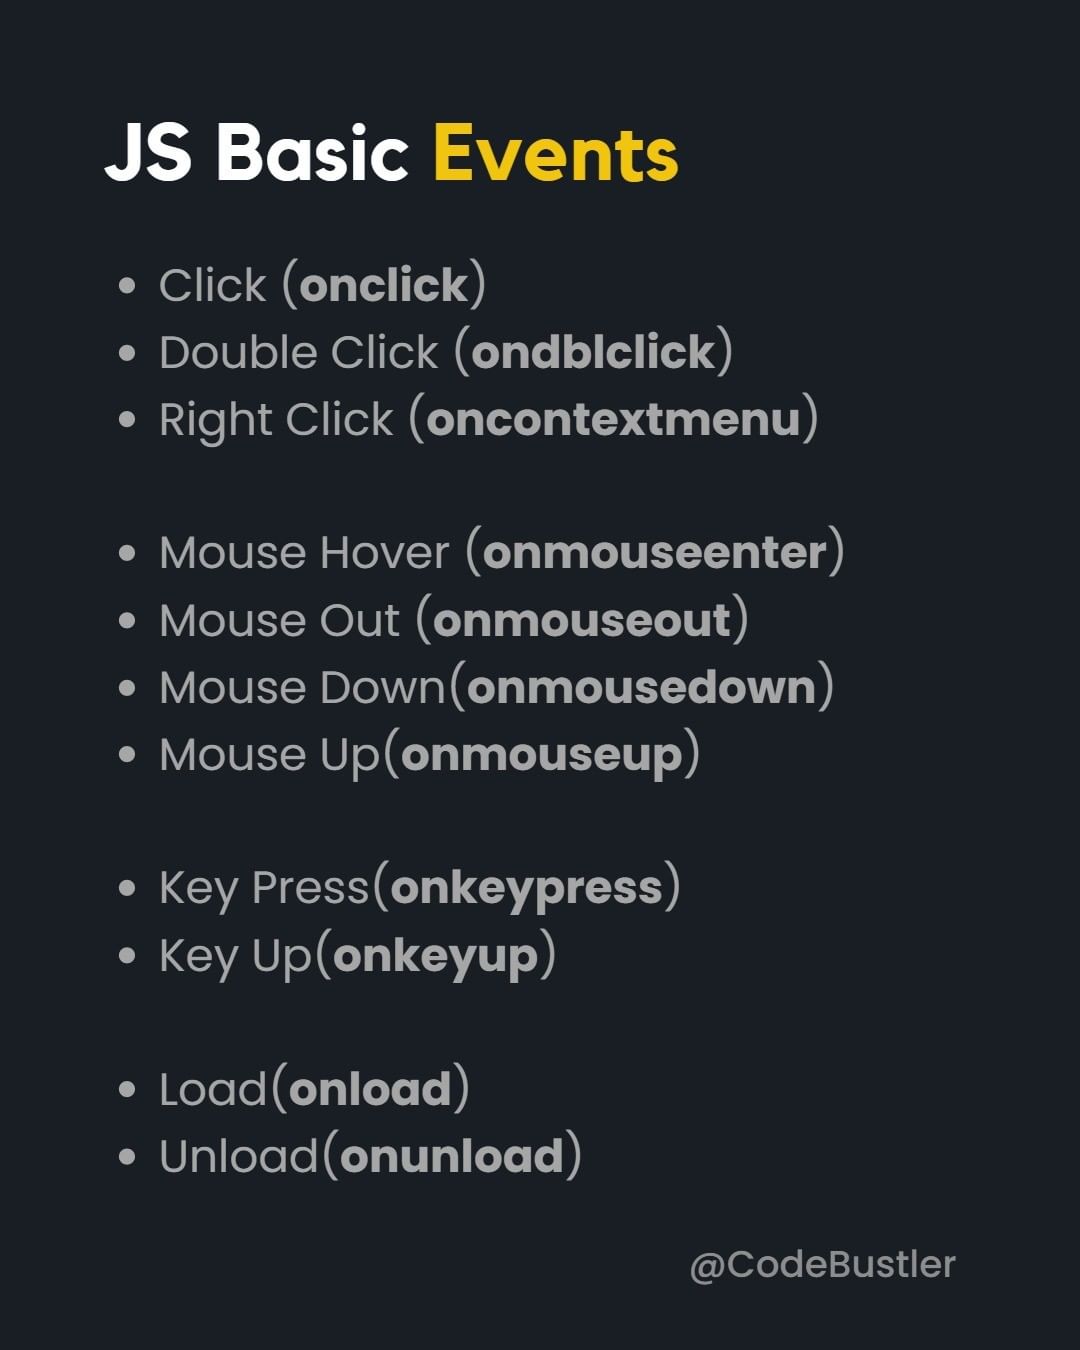 JS Basic Events
• Click (onclick)
• Double Click (ondblclick)
• Right Click (oncontextmenu)
• Mouse Hover (onmouseenter)
• Mouse Out (onmouseout)
• Mouse Down(onmousedown)
• Mouse Up(onmouseup)
• Key Press(onkeypress)
• Key Up(onkeyup)
• Load(onload)
• Unload(onunload)
@CodeBustler